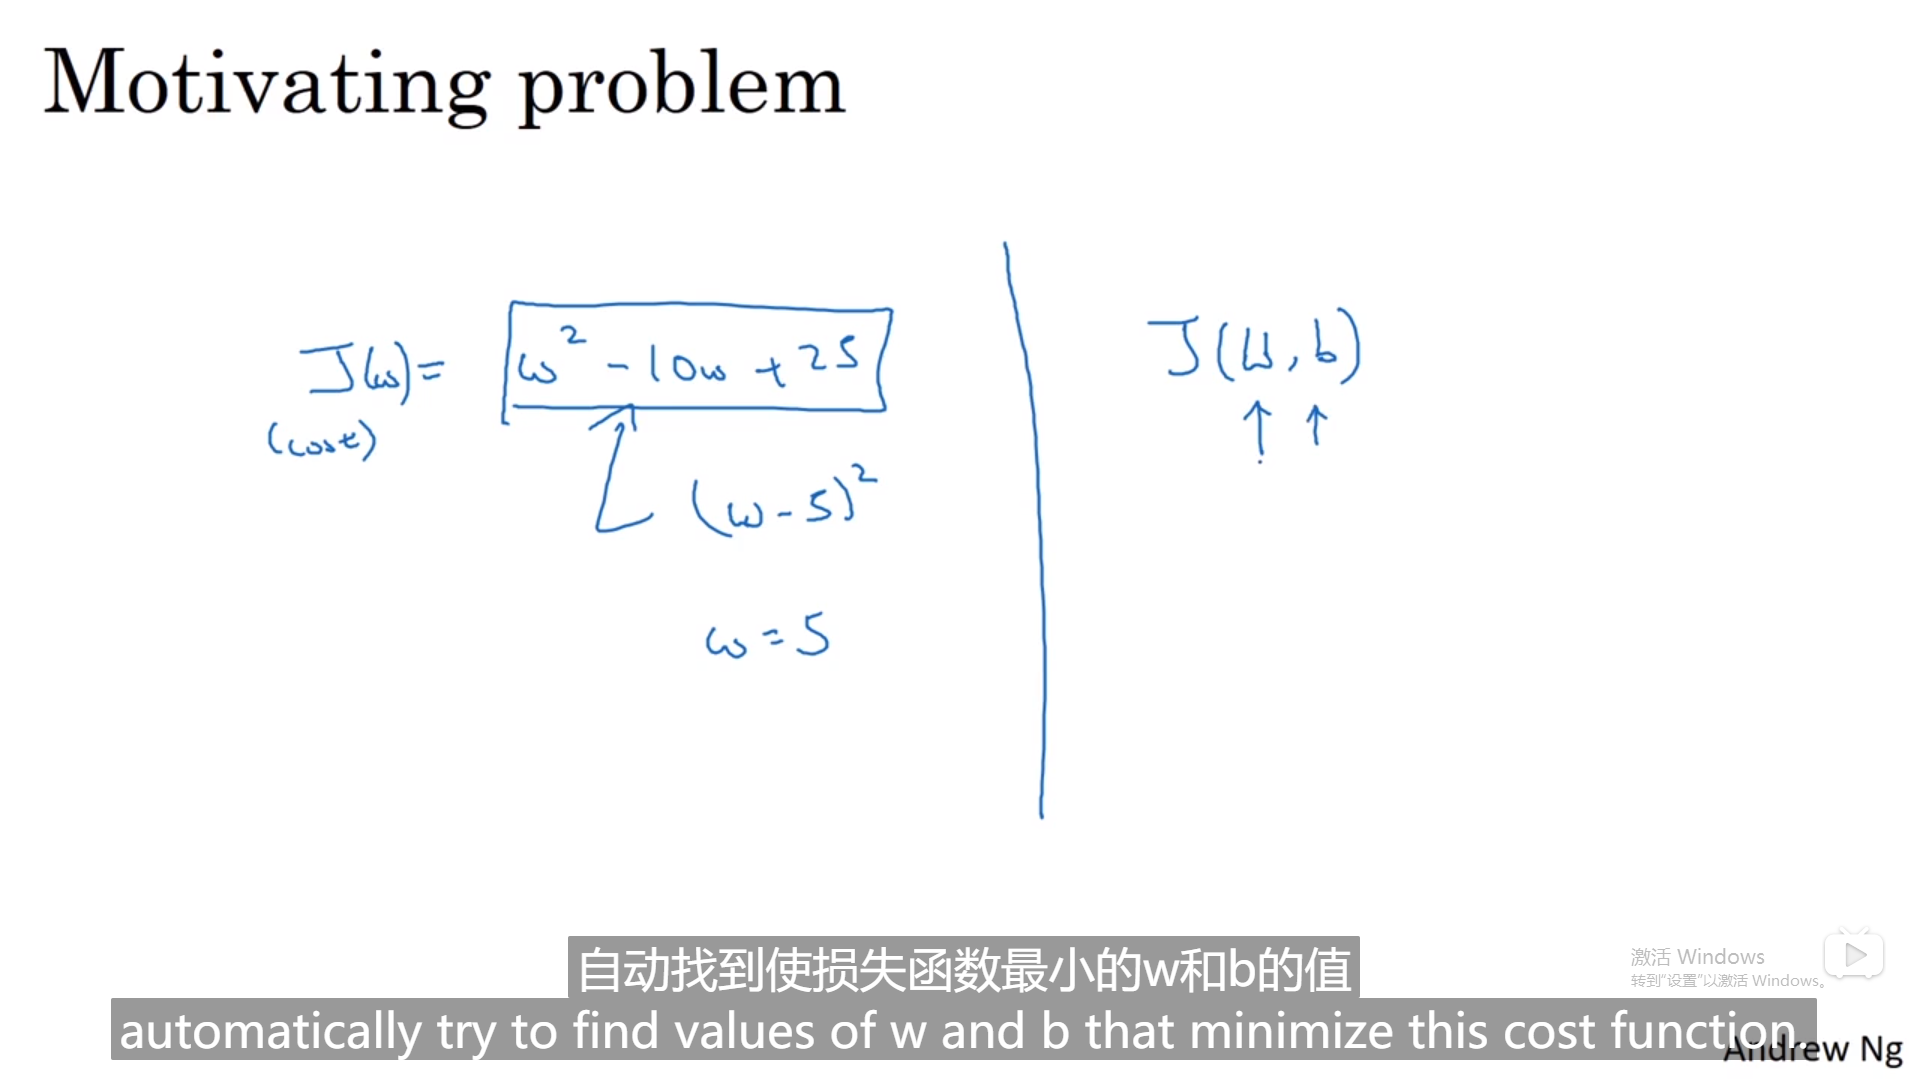 Motivating problem
J(w) = w² - 10w + 25
(cost)
(w - 5)²
w = 5
J(w, b)
自动找到使损失函数最小的w和b的值
automatically try to find values of w and b that minimize this cost function.
激活 Windows
转到“设置”以激活 Windows。
Andrew Ng